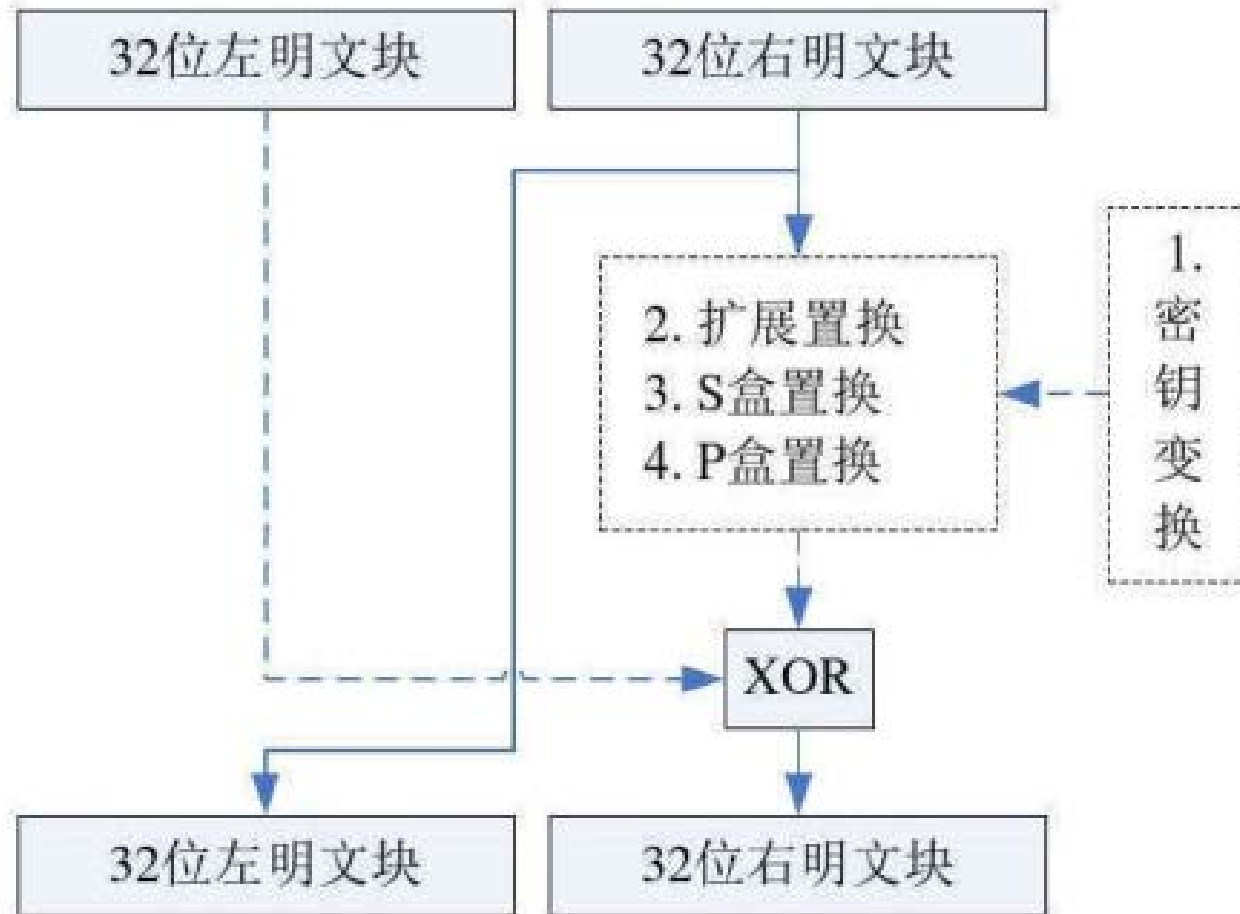 32位左明文块
32位右明文块
1.
密
钥
变
换
2. 扩展置换
3. S盒置换
4. P盒置换
XOR
32位左明文块
32位右明文块